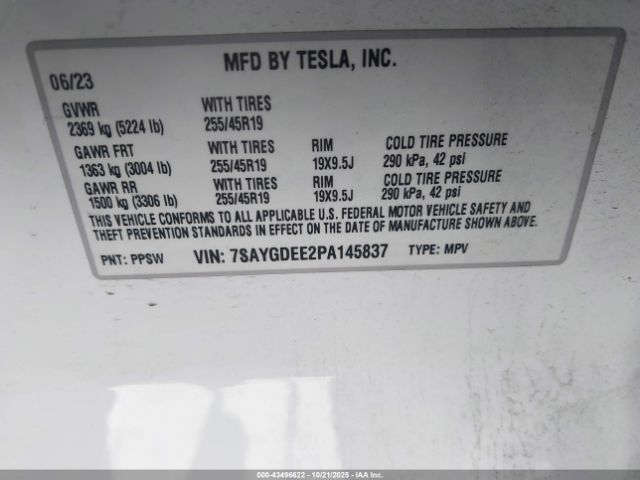 MFD BY TESLA, INC.
06/23
GVWR WITH TIRES
2369 kg (5224 lb) 255/45R19
GAWR FRT WITH TIRES RIM COLD TIRE PRESSURE
1363 kg (3004 lb) 255/45R19 19X9.5J 290 kPa, 42 psi
GAWR RR WITH TIRES RIM COLD TIRE PRESSURE
1500 kg (3306 lb) 255/45R19 19X9.5J 290 kPa, 42 psi
THIS VEHICLE CONFORMS TO ALL APPLICABLE U.S. FEDERAL MOTOR VEHICLE SAFETY AND
THEFT PREVENTION STANDARDS IN EFFECT ON THE DATE OF MANUFACTURE SHOWN ABOVE.
PNT: PPSW VIN: 7SAYGDEE2PA145837 TYPE: MPV
000-43496622 - 10/21/2025 - IAAI.COM